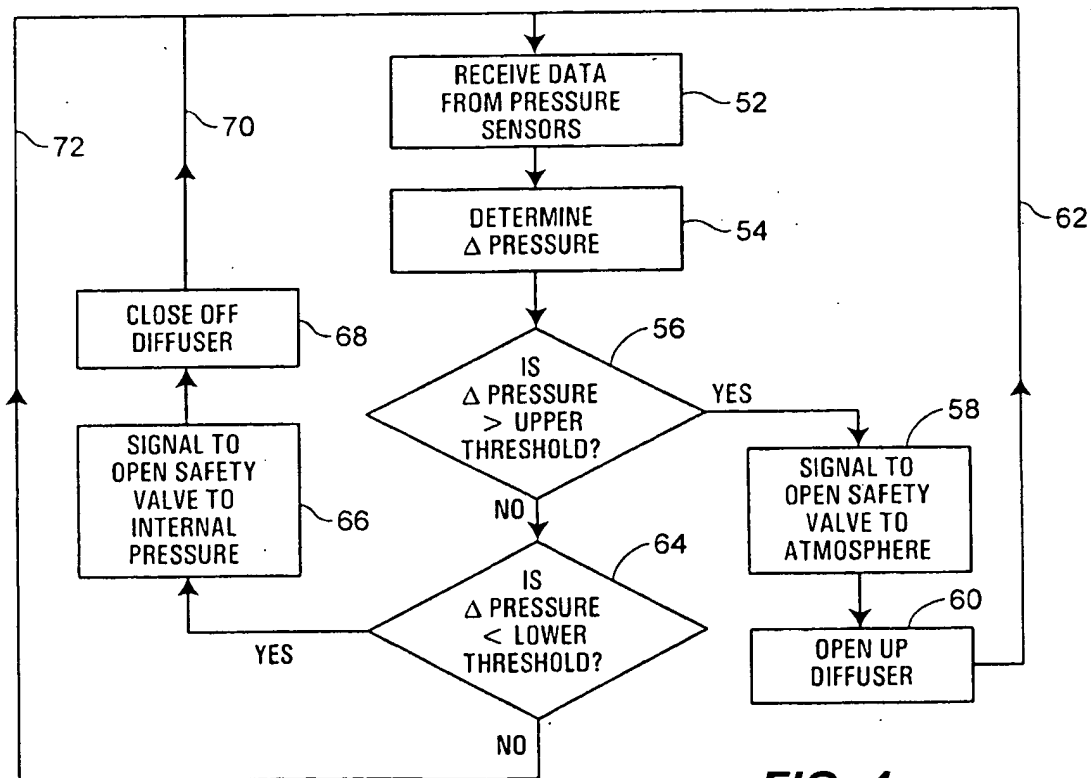 RECEIVE DATA
FROM PRESSURE
SENSORS
52
DETERMINE
Δ PRESSURE
54
IS
Δ PRESSURE
> UPPER
THRESHOLD?
56
YES
NO
SIGNAL TO
OPEN SAFETY
VALVE TO
ATMOSPHERE
58
OPEN UP
DIFFUSER
60
62
IS
Δ PRESSURE
< LOWER
THRESHOLD?
64
YES
NO
SIGNAL TO
OPEN SAFETY
VALVE TO
INTERNAL
PRESSURE
66
CLOSE OFF
DIFFUSER
68
70
72